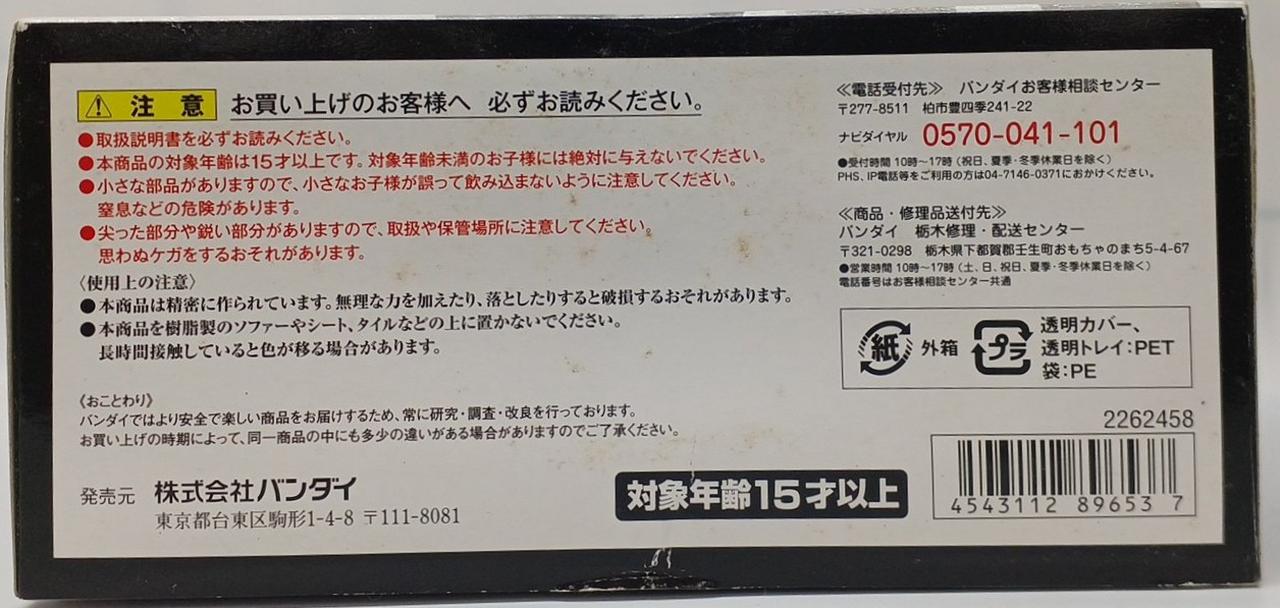 注意 お買い上げのお客様へ 必ずお読みください。
●取扱説明書を必ずお読みください。
●本商品の対象年齢は15才以上です。対象年齢未満のお子様には絶対に与えないでください。
●小さな部品がありますので、小さなお子様が誤って飲み込まないように注意してください。
窒息などの危険があります。
●尖った部分や鋭い部分がありますので、取扱や保管場所に注意してください。
思わぬケガをするおそれがあります。
〈使用上の注意〉
●本商品は精密に作られています。無理な力を加えたり、落としたりすると破損するおそれがあります。
●本商品を樹脂製のソファーやシート、タイルなどの上に置かないでください。
長時間接触していると色が移る場合があります。
《おことわり》
バンダイではより安全で楽しい商品をお届けするため、常に研究・調査・改良を行っております。
お買い上げの時期によって、同一商品の中にも多少の違いがある場合がありますのでご了承ください。
発売元 株式会社バンダイ
東京都台東区駒形1-4-8 〒111-8081
対象年齢15才以上
≪電話受付先≫ バンダイお客様相談センター
〒277-8511 柏市豊四季241-22
ナビダイヤル 0570-041-101
●受付時間 10時～17時（祝日、夏季・冬季休業日を除く）
PHS、IP電話等をご利用の方は04-7146-0371におかけください。
≪商品・修理品送付先≫
バンダイ 栃木修理・配送センター
〒321-0298 栃木県下都賀郡壬生町おもちゃのまち5-4-67
●営業時間 10時～17時（土、日、祝日、夏季・冬季休業日を除く）
電話番号はお客様相談センター共通
紙 外箱 プラ 透明カバー、
透明トレイ：PET
袋：PE
2262458
4543112 89653 7